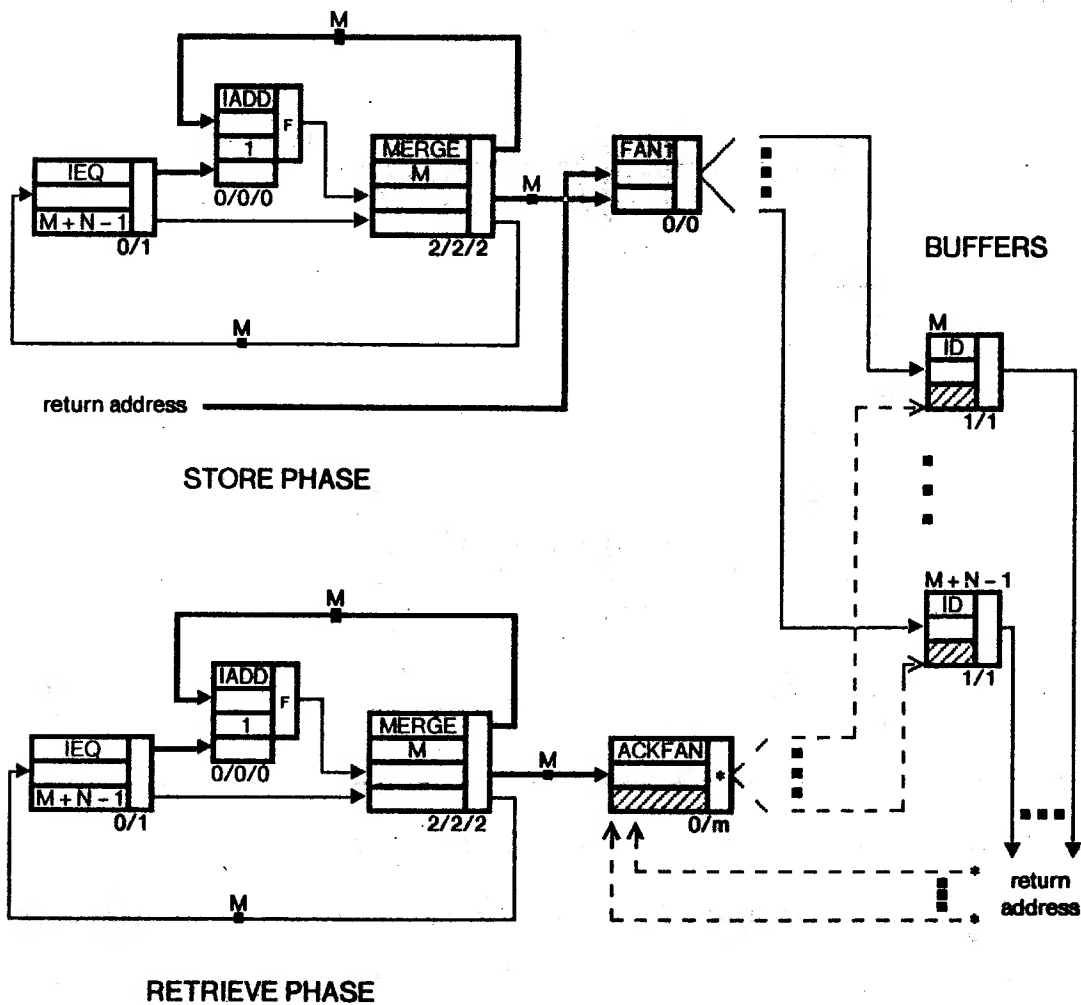 M
IADD
F
1
0/0/0
IEQ
M + N – 1
0/1
MERGE
M
2/2/2
M
M
FAN1
0/0
return address
STORE PHASE
BUFFERS
M
ID
1/1
M + N – 1
ID
1/1
M
IADD
F
1
0/0/0
IEQ
M + N – 1
0/1
MERGE
M
2/2/2
M
M
ACKFAN
*
0/m
*
*
return
address
RETRIEVE PHASE